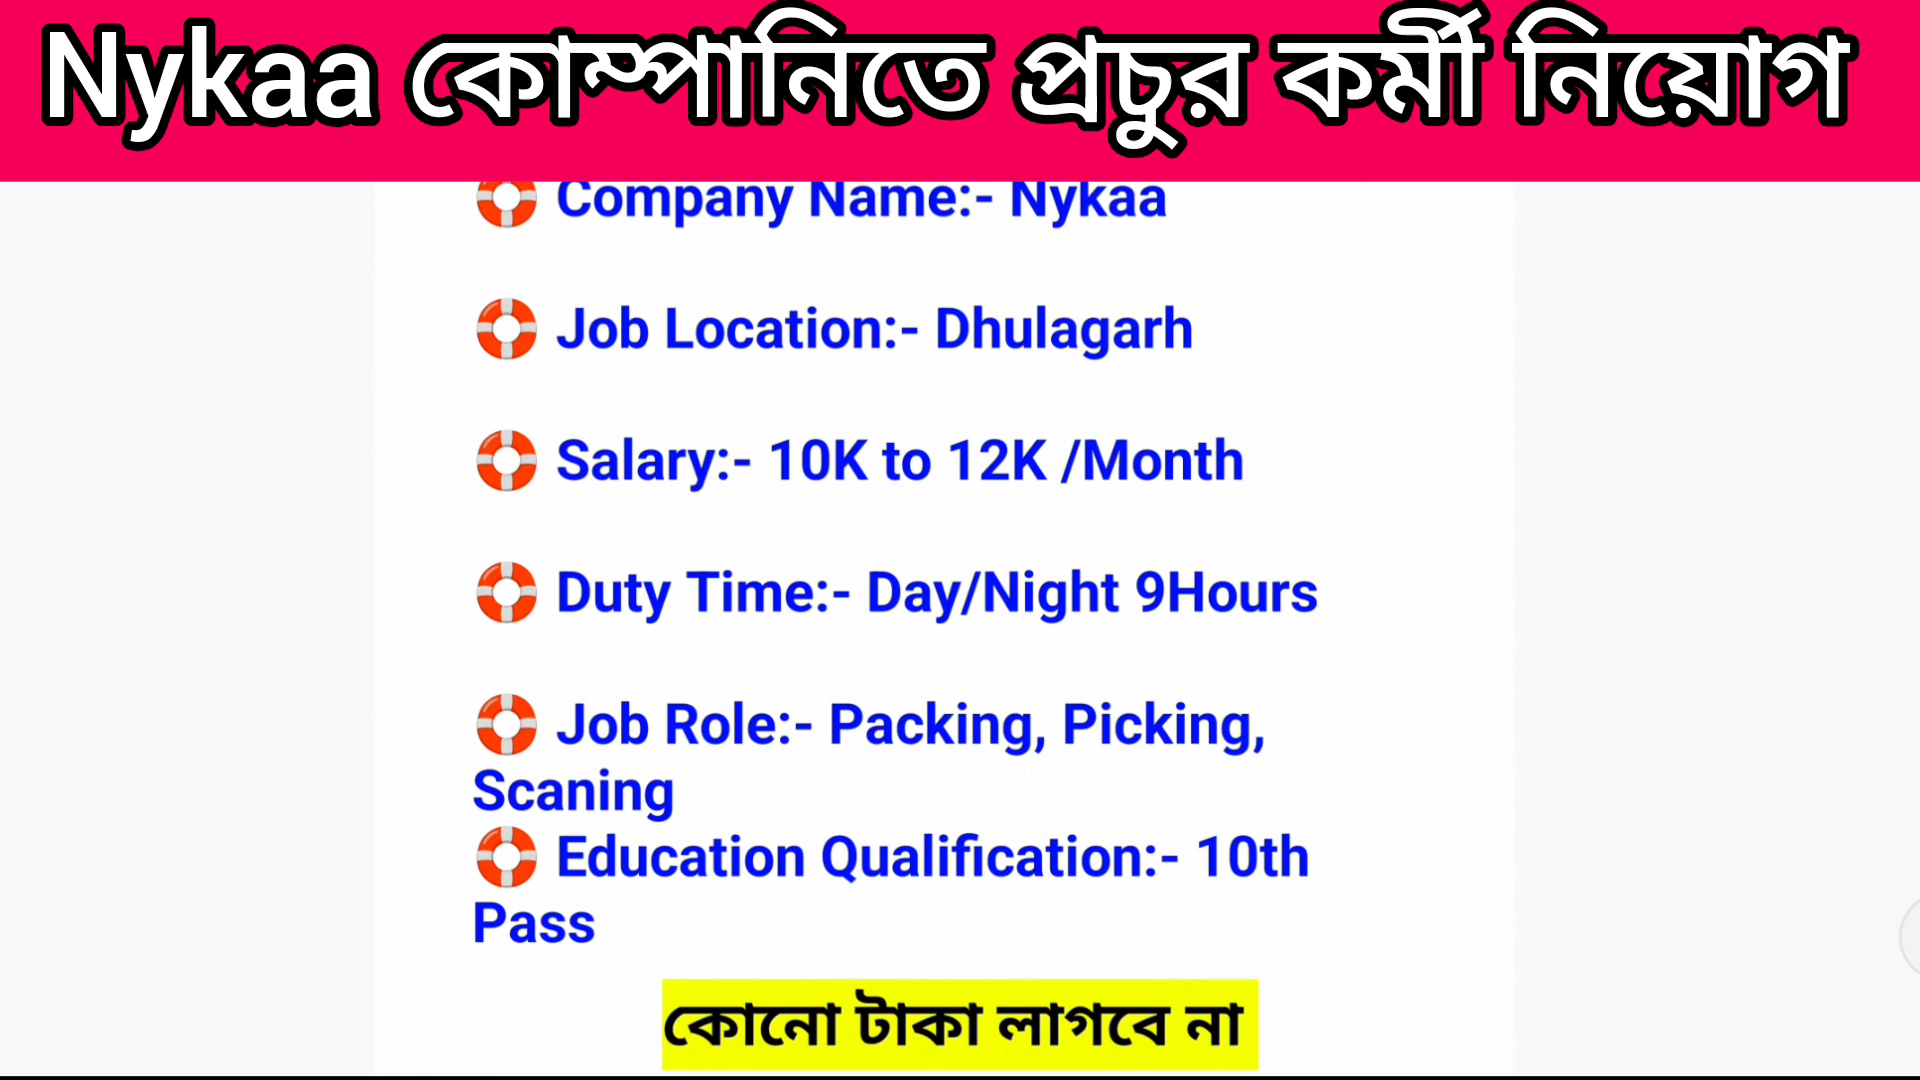 Nykaa কোম্পানিতে প্রচুর কর্মী নিয়োগ
Company Name:- Nykaa
Job Location:- Dhulagarh
Salary:- 10K to 12K /Month
Duty Time:- Day/Night 9Hours
Job Role:- Packing, Picking,
Scaning
Education Qualification:- 10th
Pass
কোনো টাকা লাগবে না